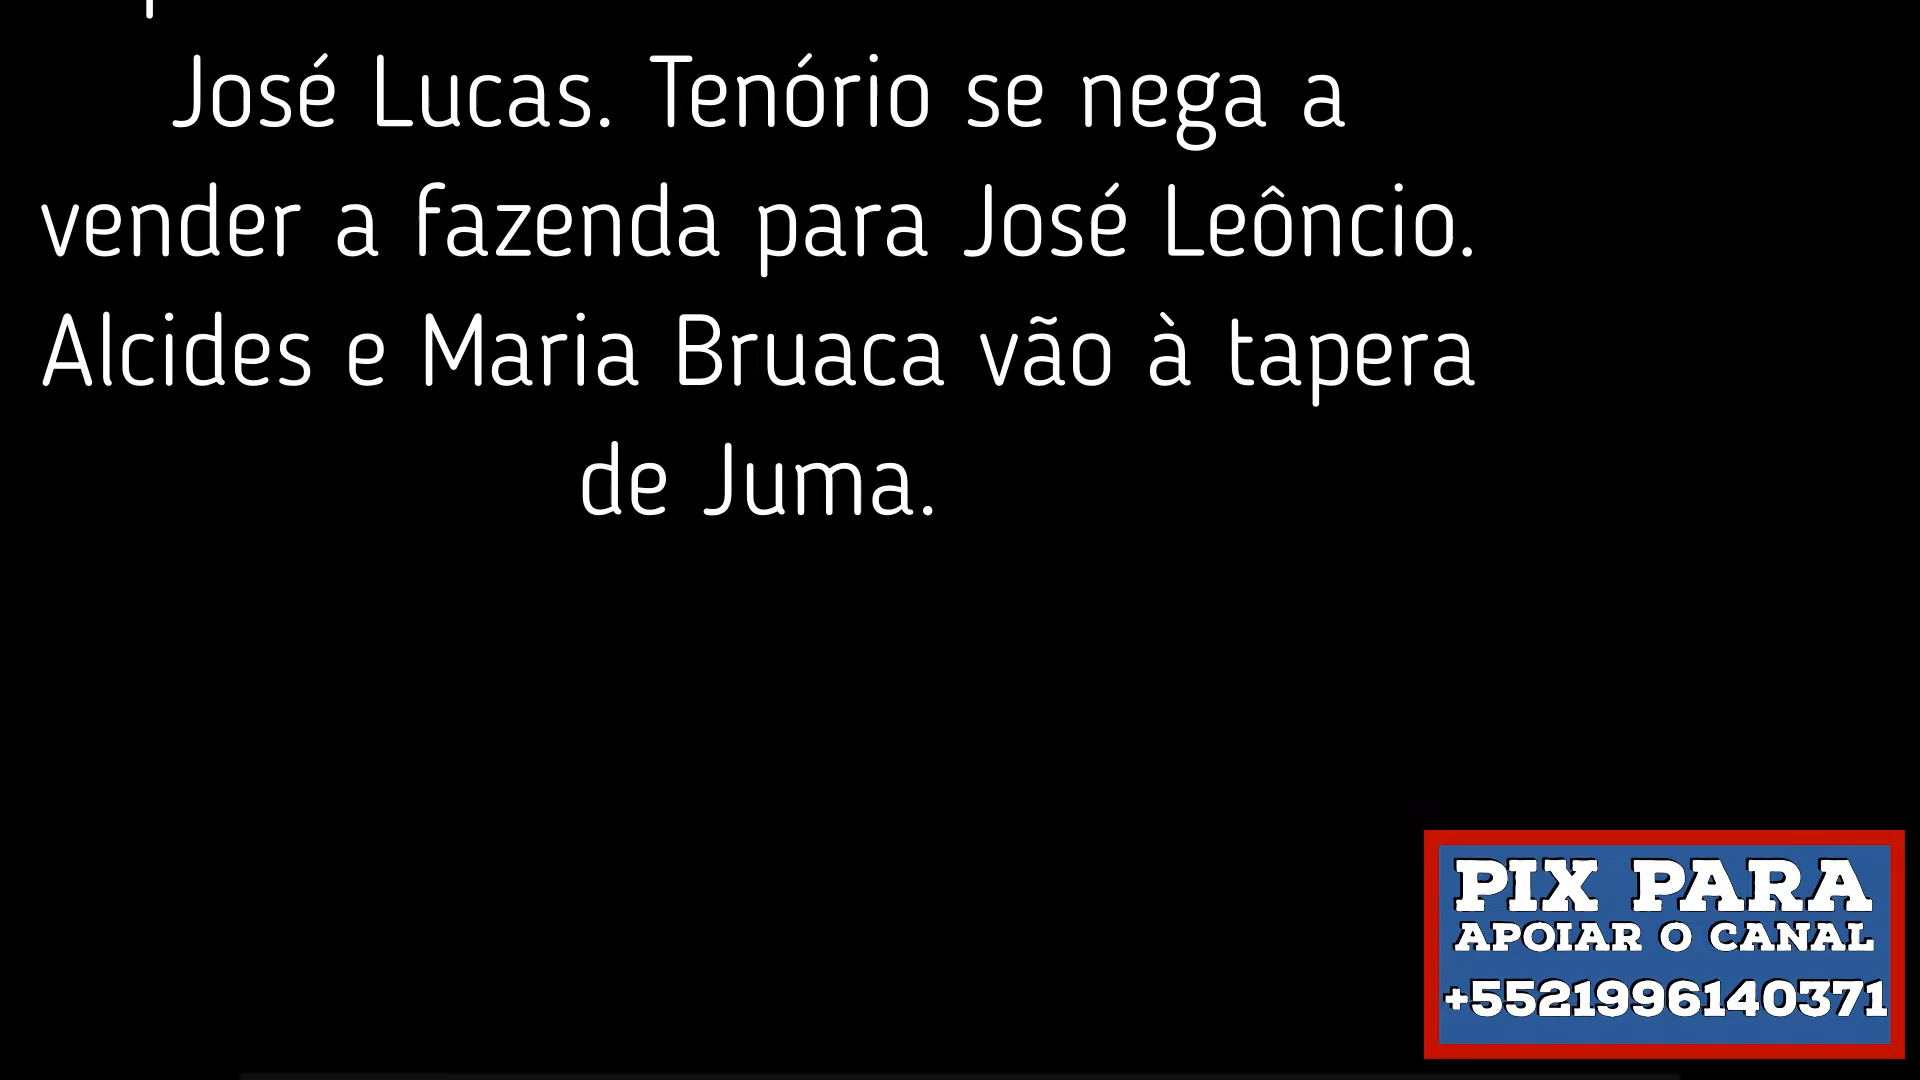 José Lucas. Tenório se nega a
vender a fazenda para José Leôncio.
Alcides e Maria Bruaca vão à tapera
de Juma.
PIX PARA
APOIAR O CANAL
+5521996140371